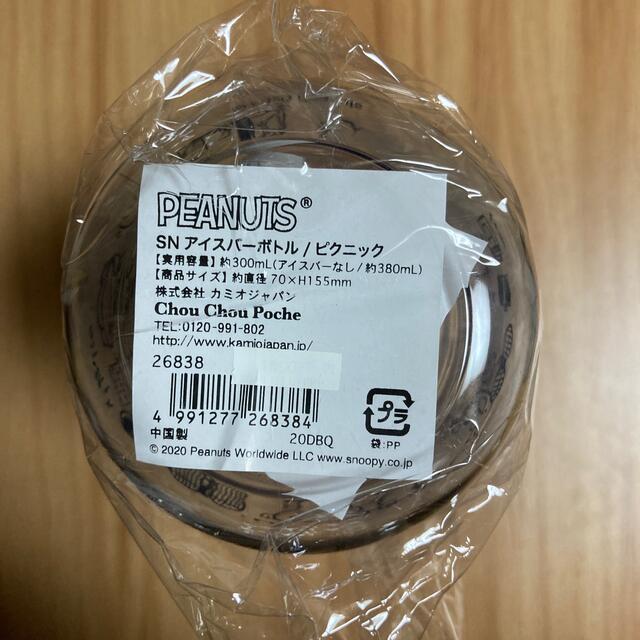 PEANUTS®
SN アイスバーボトル / ピクニック
【実用容量】約300mL(アイスバーなし/約380mL)
【商品サイズ】約直径 70×H155mm
株式会社 カミオジャパン
Chou Chou Poche
TEL:0120-991-802
http://www.kamiojapan.jp/
26838
4 991277 268384
プラ
袋:PP
中国製 20DBQ
© 2020 Peanuts Worldwide LLC www.snoopy.co.jp